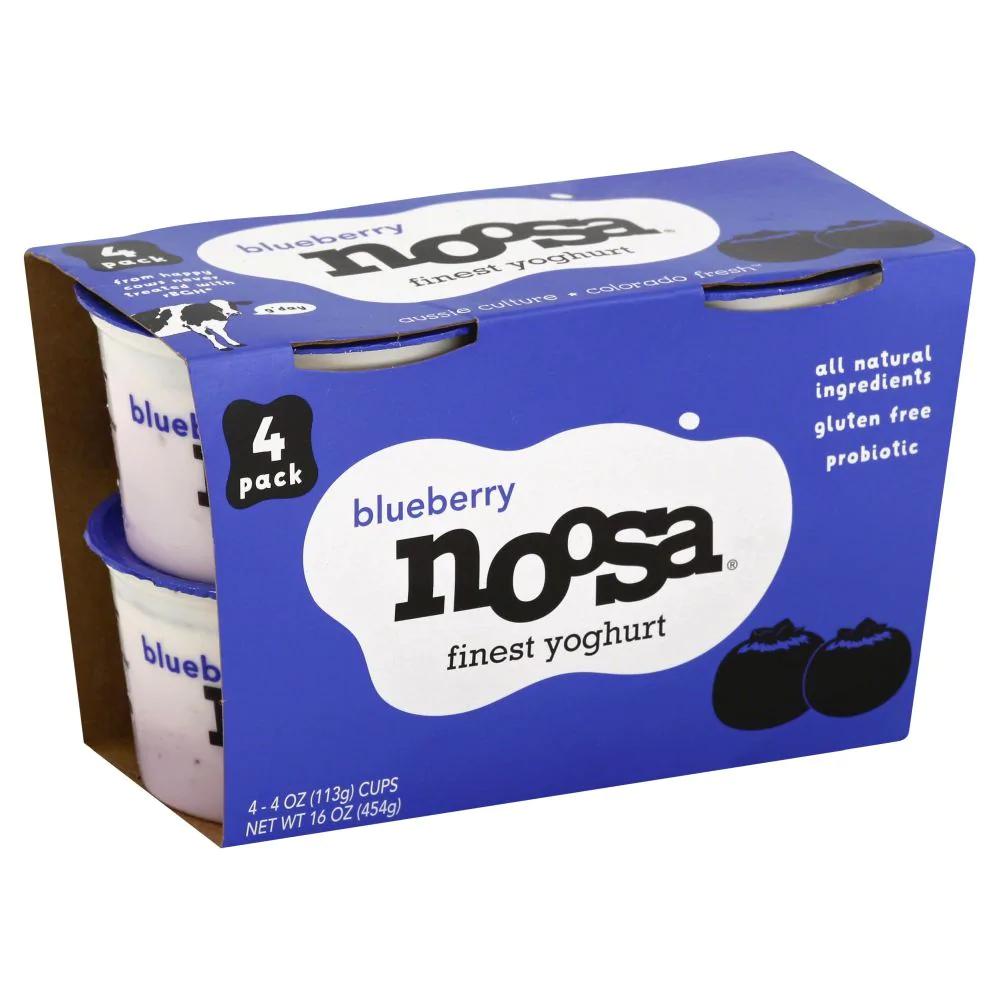 4
pack
from happy
cows never
treated with
rBGH*
g'day
blueberry
noosa®
finest yoghurt
aussie culture ★ colorado fresh™
4
pack
blueberry
noosa®
finest yoghurt
all natural
ingredients
gluten free
probiotic
4 - 4 OZ (113g) CUPS
NET WT 16 OZ (454g)
blueb
blueb